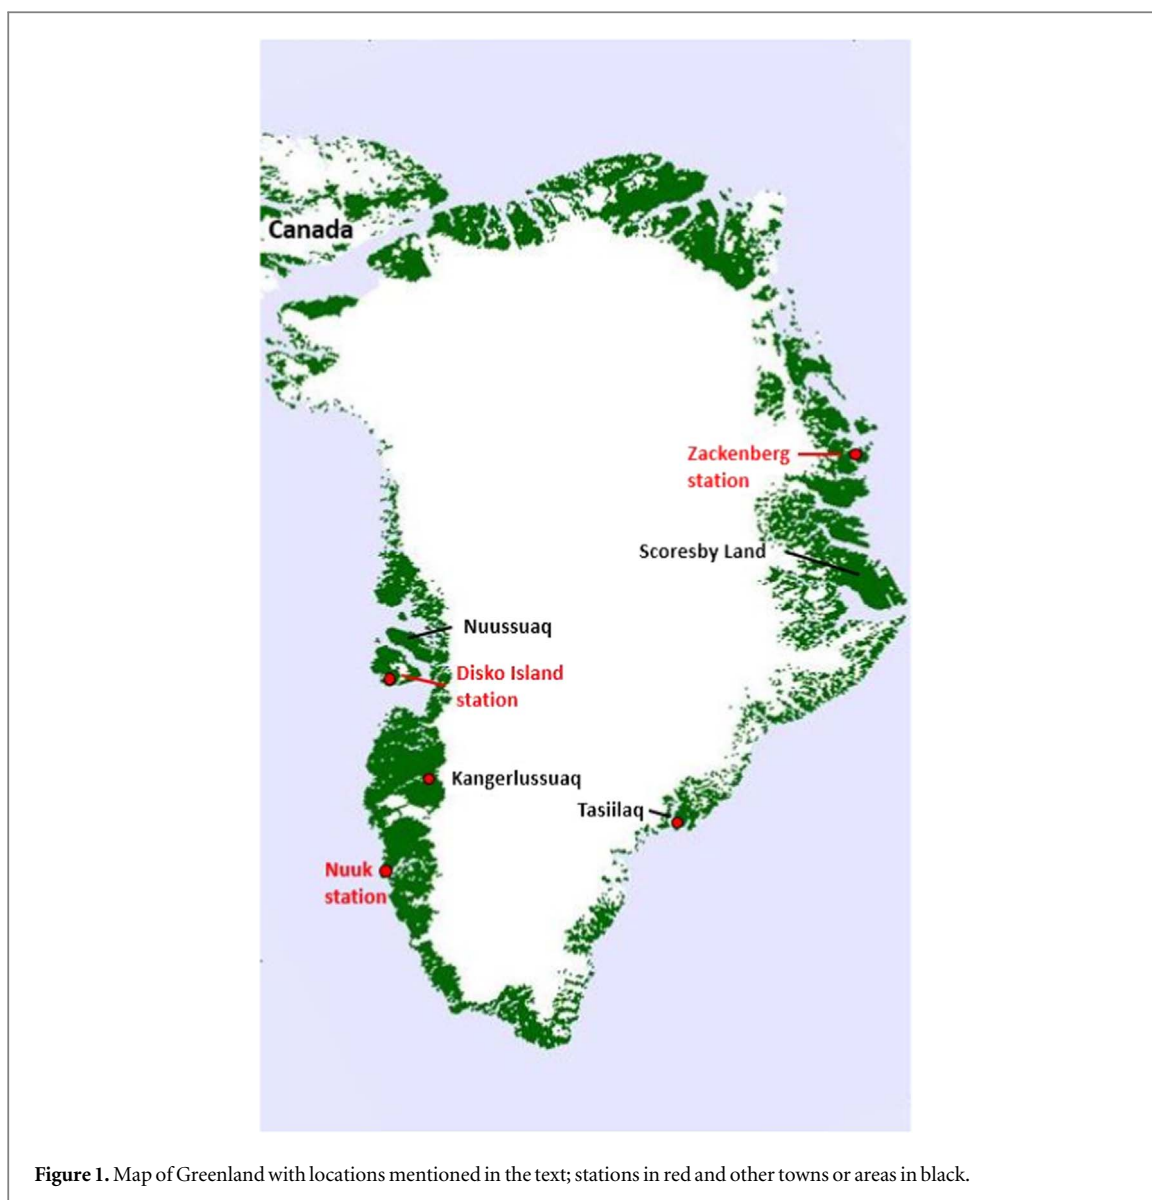 Canada
Zackenberg
station
Scoresby Land
Nuussuaq
Disko Island
station
Kangerlussuaq
Tasiilaq
Nuuk
station
Figure 1. Map of Greenland with locations mentioned in the text; stations in red and other towns or areas in black.